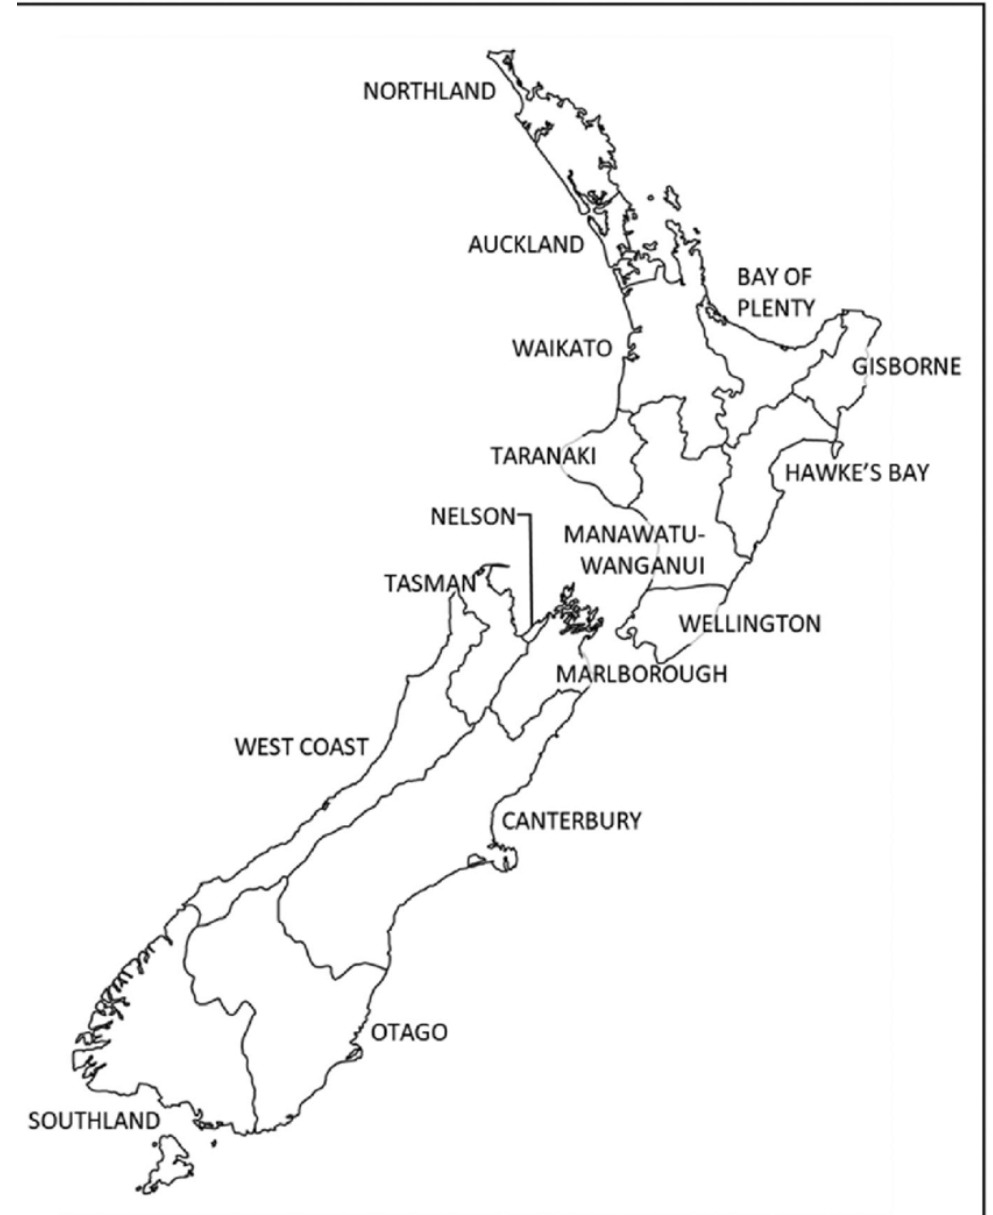 NORTHLAND
AUCKLAND
BAY OF
PLENTY
WAIKATO
GISBORNE
TARANAKI
HAWKE'S BAY
NELSON
MANAWATU-
WANGANUI
TASMAN
WELLINGTON
MARLBOROUGH
WEST COAST
CANTERBURY
OTAGO
SOUTHLAND